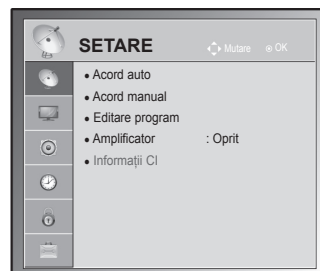 SETARE
Mutare OK
• Acord auto
• Acord manual
• Editare program
• Amplificator : Oprit
• Informații CI